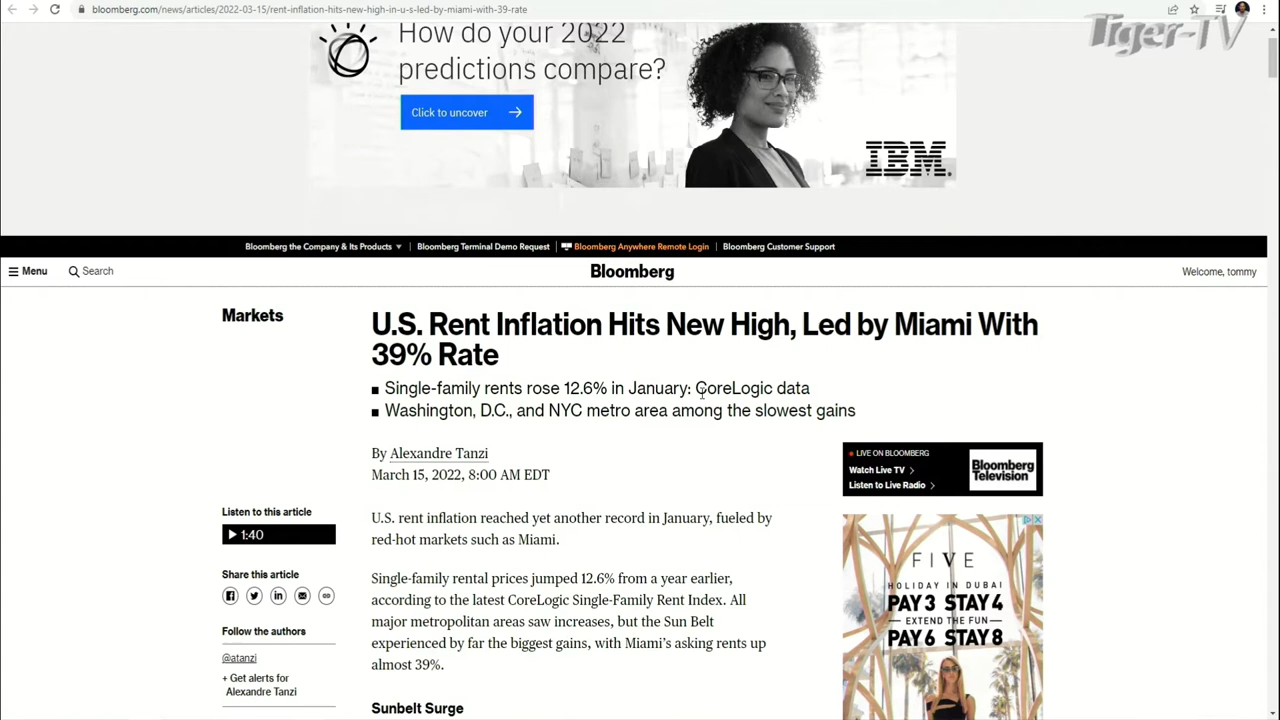 bloomberg.com/news/articles/2022-03-15/rent-inflation-hits-new-high-in-u-s-led-by-miami-with-39-rate
Tiger-TV
How do your 2022
predictions compare?
Click to uncover
IBM.
Bloomberg the Company & Its Products
Bloomberg Terminal Demo Request
Bloomberg Anywhere Remote Login
Bloomberg Customer Support
Menu
Search
Bloomberg
Welcome, tommy
Markets
U.S. Rent Inflation Hits New High, Led by Miami With
39% Rate
Single-family rents rose 12.6% in January: CoreLogic data
Washington, D.C., and NYC metro area among the slowest gains
By Alexandre Tanzi
March 15, 2022, 8:00 AM EDT
LIVE ON BLOOMBERG
Watch Live TV
Listen to Live Radio
Bloomberg
Television
Listen to this article
1:40
Share this article
Follow the authors
@atanzi
+ Get alerts for
Alexandre Tanzi
U.S. rent inflation reached yet another record in January, fueled by
red-hot markets such as Miami.
Single-family rental prices jumped 12.6% from a year earlier,
according to the latest CoreLogic Single-Family Rent Index. All
major metropolitan areas saw increases, but the Sun Belt
experienced by far the biggest gains, with Miami's asking rents up
almost 39%.
Sunbelt Surge
FIVE
HOLIDAY IN DUBAI
PAY 3 STAY 4
EXTEND THE FUN
PAY 6 STAY 8